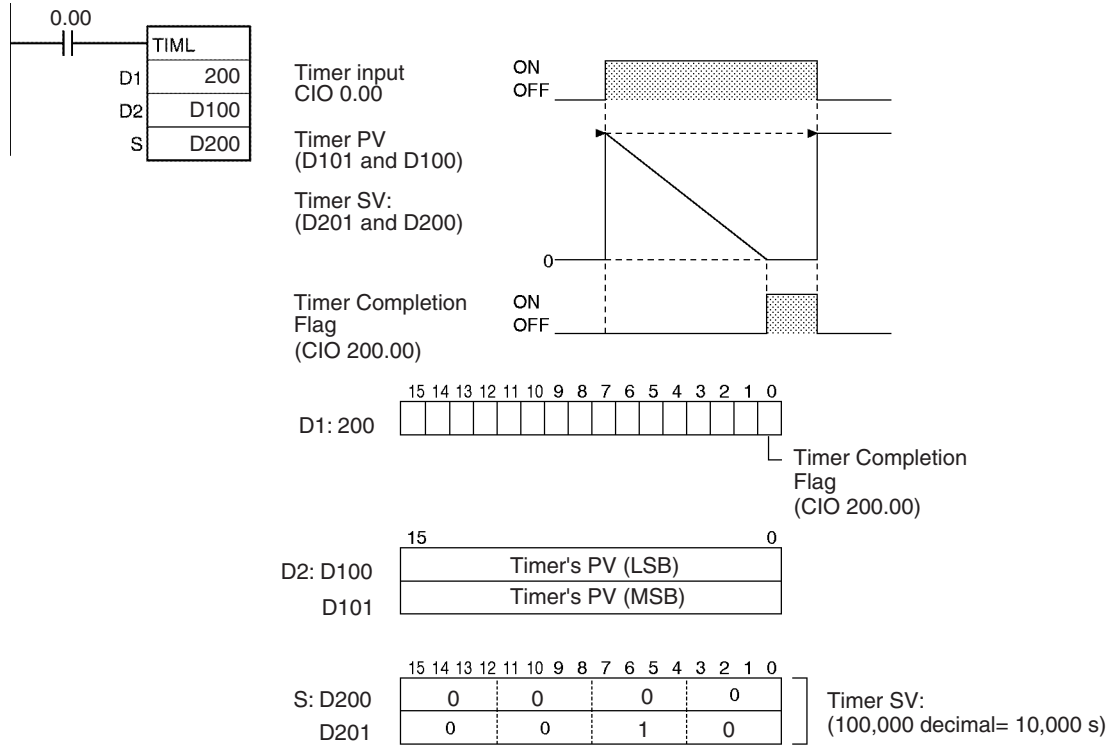 0.00
TIML
D1 200
D2 D100
S D200
Timer input
CIO 0.00
ON
OFF
Timer PV
(D101 and D100)
Timer SV:
(D201 and D200)
0
Timer Completion
Flag
(CIO 200.00)
ON
OFF
15 14 13 12 11 10 9 8 7 6 5 4 3 2 1 0
D1: 200
Timer Completion
Flag
(CIO 200.00)
15 0
D2: D100 Timer's PV (LSB)
D101 Timer's PV (MSB)
15 14 13 12 11 10 9 8 7 6 5 4 3 2 1 0
S: D200 0 0 0 0
D201 0 0 1 0
Timer SV:
(100,000 decimal= 10,000 s)